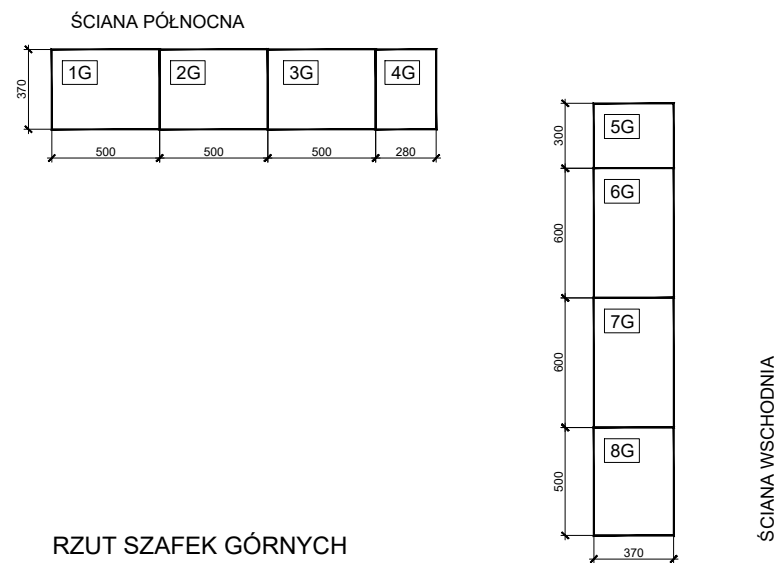 ŚCIANA PÓŁNOCNA
1G 2G 3G 4G
370
500 500 500 280
5G
300
6G
600
7G
600
8G
500
370
ŚCIANA WSCHODNIA
RZUT SZAFEK GÓRNYCH